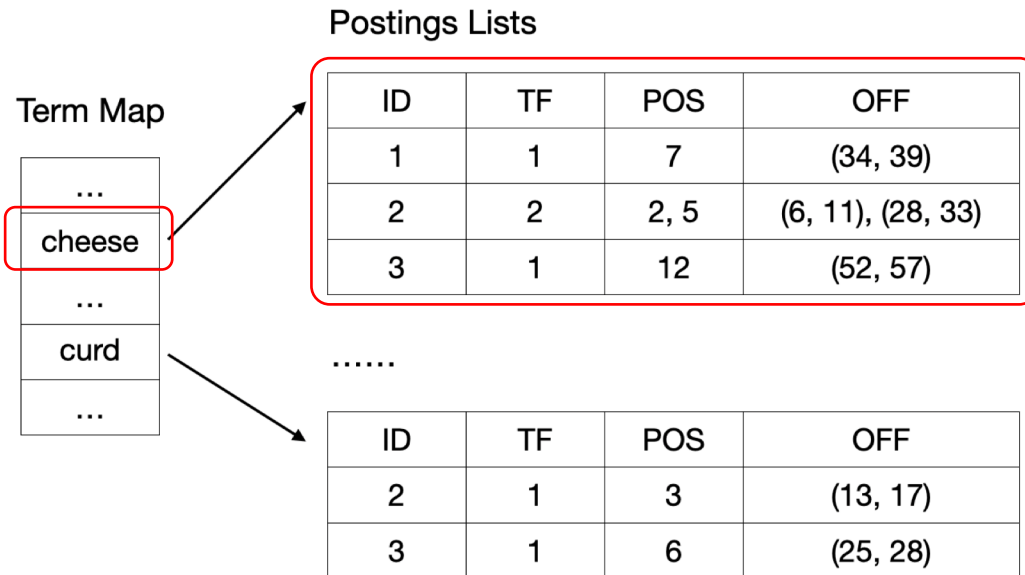 Postings Lists
Term Map
...
cheese
...
curd
...
ID TF POS OFF
1 1 7 (34, 39)
2 2 2, 5 (6, 11), (28, 33)
3 1 12 (52, 57)
......
ID TF POS OFF
2 1 3 (13, 17)
3 1 6 (25, 28)